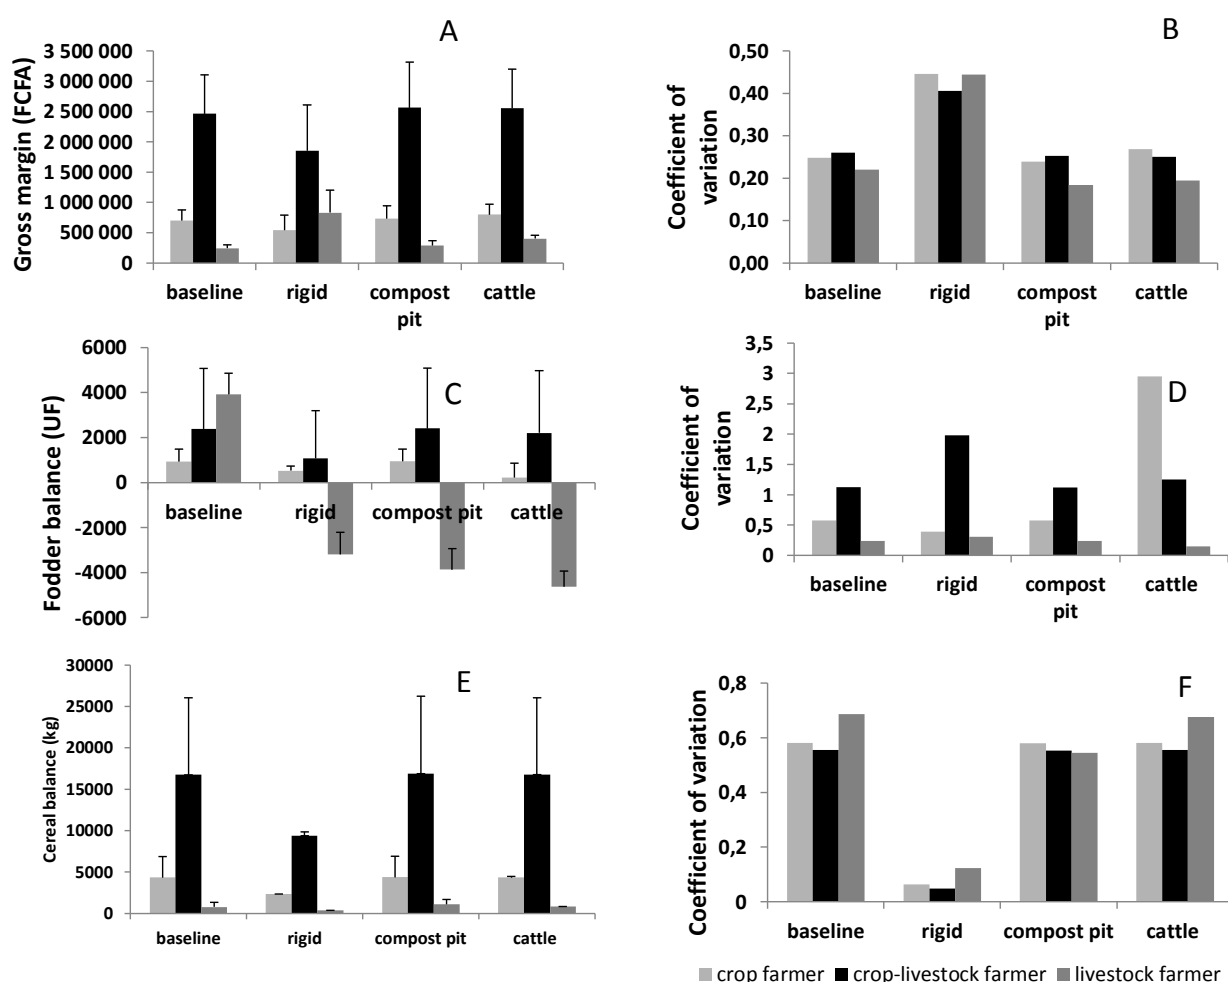 A
Gross margin (FCFA)
3 500 000
3 000 000
2 500 000
2 000 000
1 500 000
1 000 000
500 000
0
baseline rigid compost cattle
pit
B
Coefficient of
variation
0,50
0,40
0,30
0,20
0,10
0,00
baseline rigid compost cattle
pit
C
Fodder balance (UF)
6000
4000
2000
0
-2000
-4000
-6000
baseline rigid compost pit cattle
D
Coefficient of
variation
3,5
3
2,5
2
1,5
1
0,5
0
baseline rigid compost cattle
pit
E
Cereal balance (kg)
30000
25000
20000
15000
10000
5000
0
baseline rigid compost pit cattle
F
Coefficient of variation
0,8
0,6
0,4
0,2
0
baseline rigid compost pit cattle
crop farmer crop-livestock farmer livestock farmer